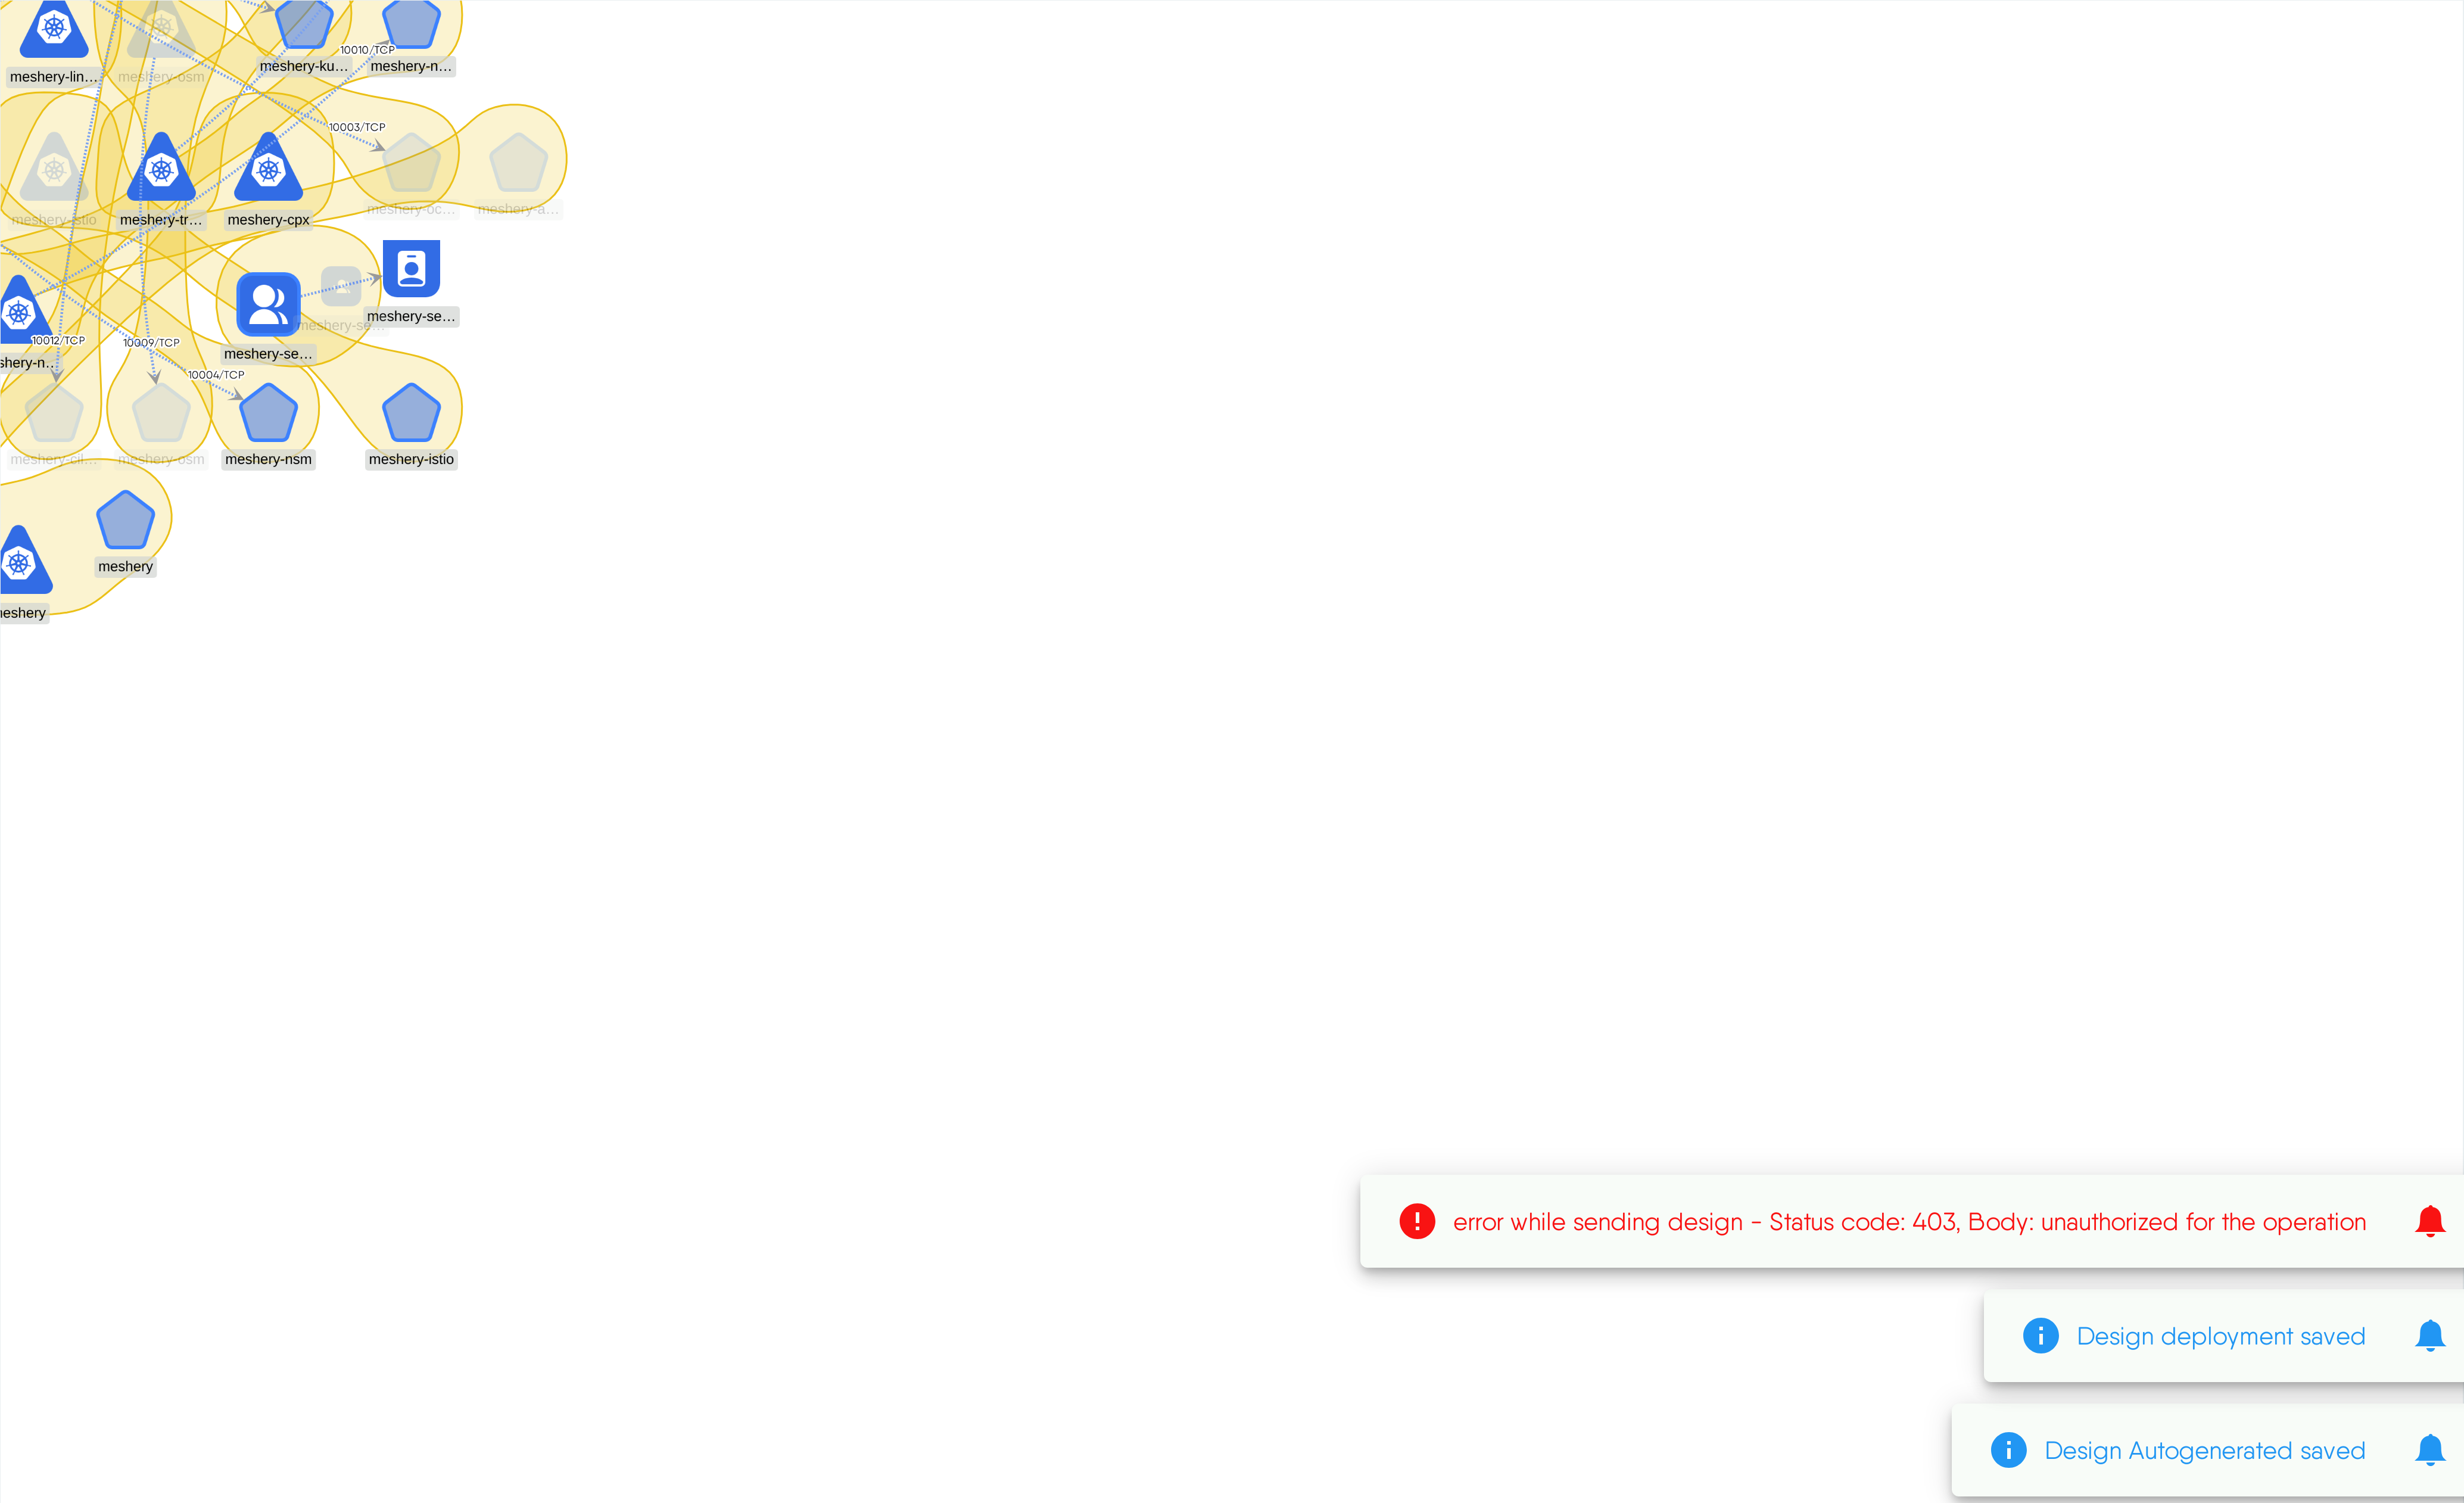 10010/TCP
meshery-lin...
meshery-osm
meshery-ku...
meshery-n...
10003/TCP
meshery-istio
meshery-tr...
meshery-cpx
meshery-oc...
meshery-a...
meshery-se...
meshery-se...
meshery-se...
10012/TCP
10009/TCP
shery-n...
10004/TCP
meshery-cil...
meshery-osm
meshery-nsm
meshery-istio
meshery
eshery
error while sending design - Status code: 403, Body: unauthorized for the operation
Design deployment saved
Design Autogenerated saved